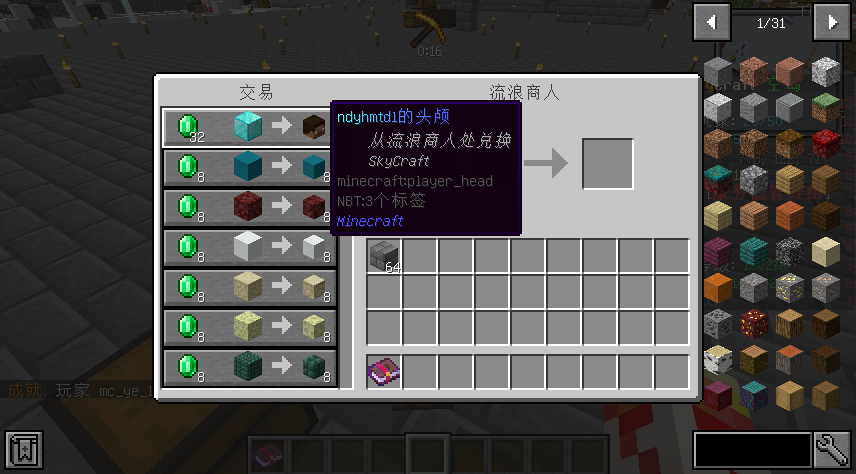 0:16
1/31
交易
流浪商人
32
ndyhmtdl的头颅
从流浪商人处兑换
SkyCraft
minecraft:player_head
NBT:3个标签
Minecraft
8
8
8
8
8
8
8
8
8
8
8
8
64
成就 玩家 mc_ye_